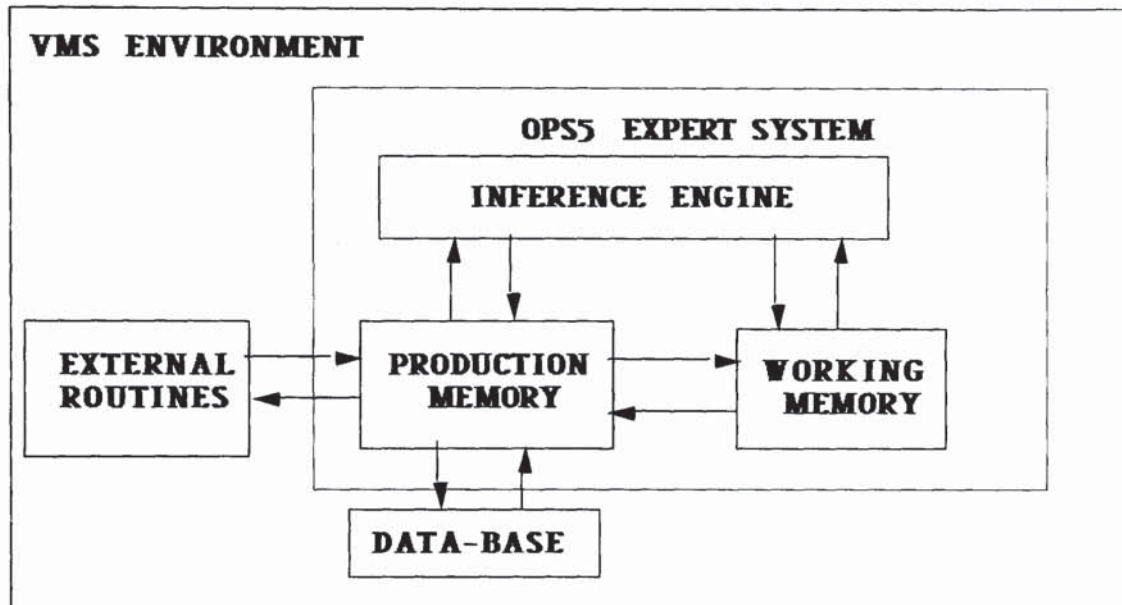 VMS ENVIRONMENT
OPS5 EXPERT SYSTEM
INFERENCE ENGINE
EXTERNAL
ROUTINES
PRODUCTION
MEMORY
WORKING
MEMORY
DATA-BASE